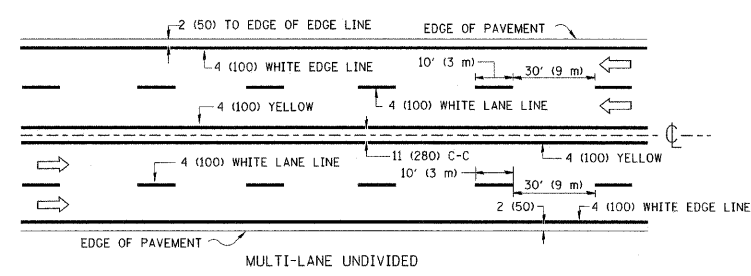 2 (50) TO EDGE OF EDGE LINE
EDGE OF PAVEMENT
4 (100) WHITE EDGE LINE
10' (3 m)
30' (9 m)
4 (100) YELLOW
4 (100) WHITE LANE LINE
℄
4 (100) WHITE LANE LINE
11 (280) C-C
4 (100) YELLOW
10' (3 m)
30' (9 m)
2 (50)
4 (100) WHITE EDGE LINE
EDGE OF PAVEMENT
MULTI-LANE UNDIVIDED